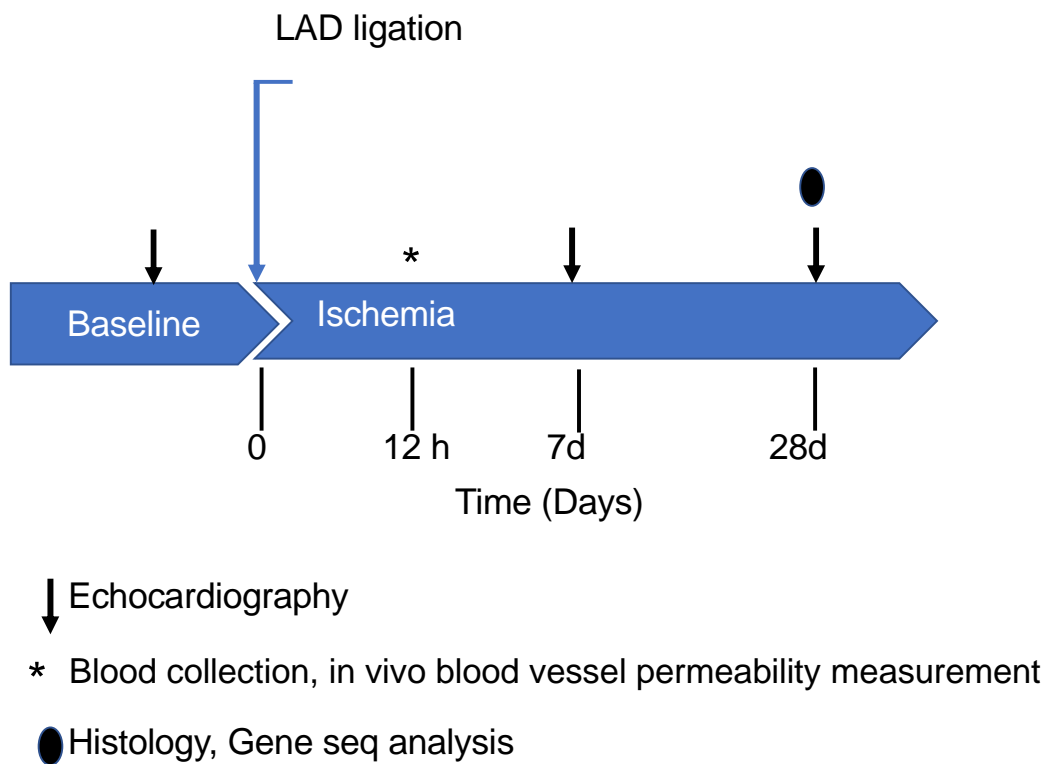 LAD ligation
*
Baseline
Ischemia
0
12 h
7d
28d
Time (Days)
Echocardiography
* Blood collection, in vivo blood vessel permeability measurement
Histology, Gene seq analysis